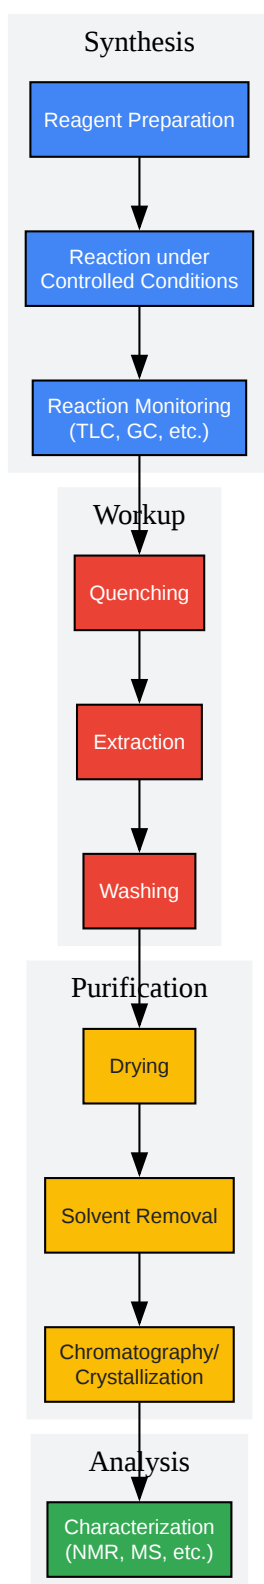 Synthesis
Reagent Preparation
Reaction under
Controlled Conditions
Reaction Monitoring
(TLC, GC, etc.)
Workup
Quenching
Extraction
Washing
Purification
Drying
Solvent Removal
Chromatography/
Crystallization
Analysis
Characterization
(NMR, MS, etc.)